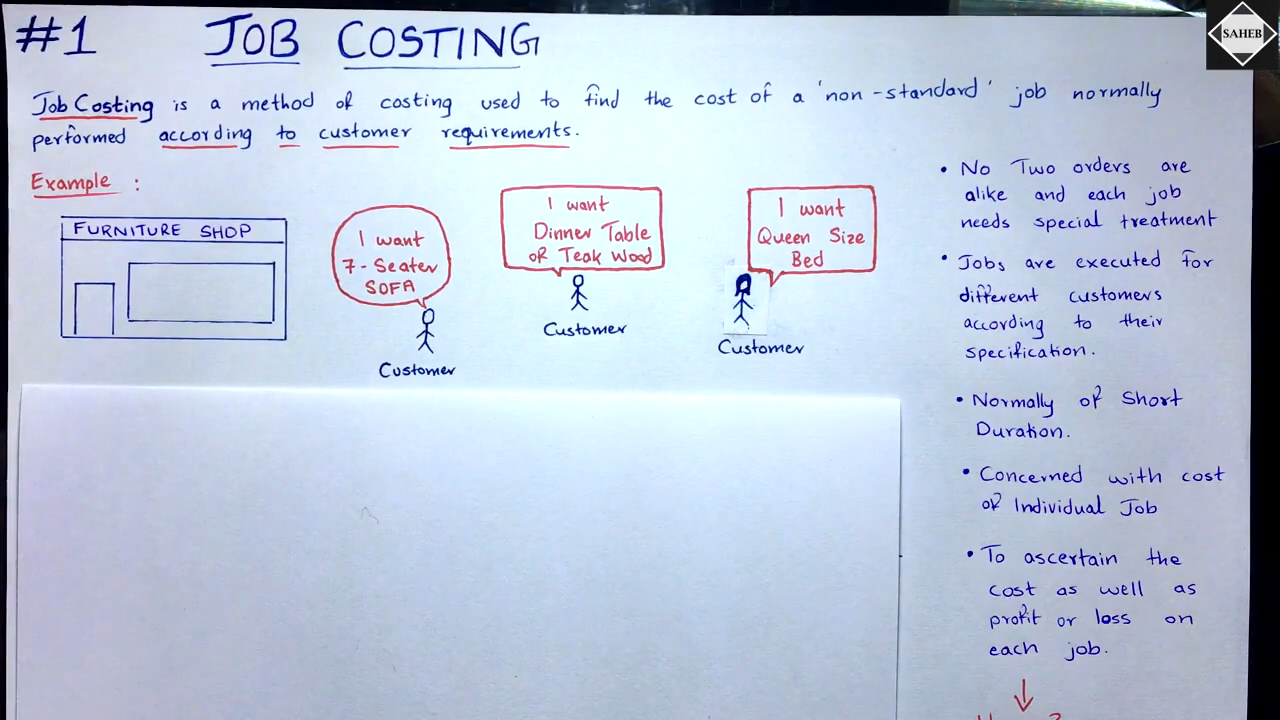 #1 JOB COSTING
SAHEB
Job Costing is a method of costing used to find the cost of a 'non-standard' job normally
performed according to customer requirements.
Example :
FURNITURE SHOP
I want
7-Seater
SOFA
Customer
I want
Dinner Table
of Teak Wood
Customer
I want
Queen Size
Bed
Customer
• No Two orders are
alike and each job
needs special treatment
• Jobs are executed for
different customers
according to their
specification.
• Normally of Short
Duration.
• Concerned with cost
of Individual Job
• To ascertain the
cost as well as
profit or loss on
each job.